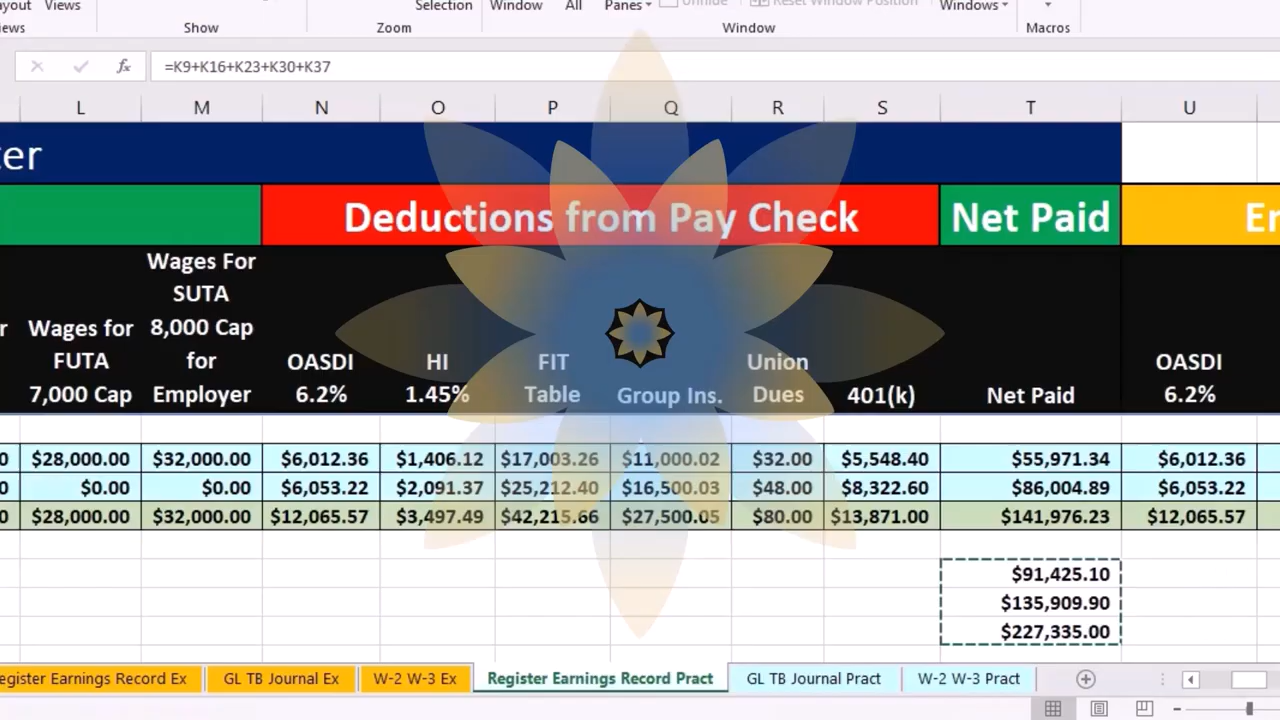 ayout Views Selection Window All Panes Unhide Reset Window Position Windows
iews Show Zoom Window Macros
fx =K9+K16+K23+K30+K37
L M N O P Q R S T U
ter
Deductions from Pay Check Net Paid
Wages For
SUTA
Wages for 8,000 Cap OASDI HI FIT Union OASDI
FUTA for
7,000 Cap Employer 6.2% 1.45% Table Group Ins. Dues 401(k) Net Paid 6.2%
0 $28,000.00 $32,000.00 $6,012.36 $1,406.12 $17,003.26 $11,000.02 $32.00 $5,548.40 $55,971.34 $6,012.36
0 $0.00 $0.00 $6,053.22 $2,091.37 $25,212.40 $16,500.03 $48.00 $8,322.60 $86,004.89 $6,053.22
0 $28,000.00 $32,000.00 $12,065.57 $3,497.49 $42,215.66 $27,500.05 $80.00 $13,871.00 $141,976.23 $12,065.57
$91,425.10
$135,909.90
$227,335.00
egister Earnings Record Ex GL TB Journal Ex W-2 W-3 Ex Register Earnings Record Pract GL TB Journal Pract W-2 W-3 Pract